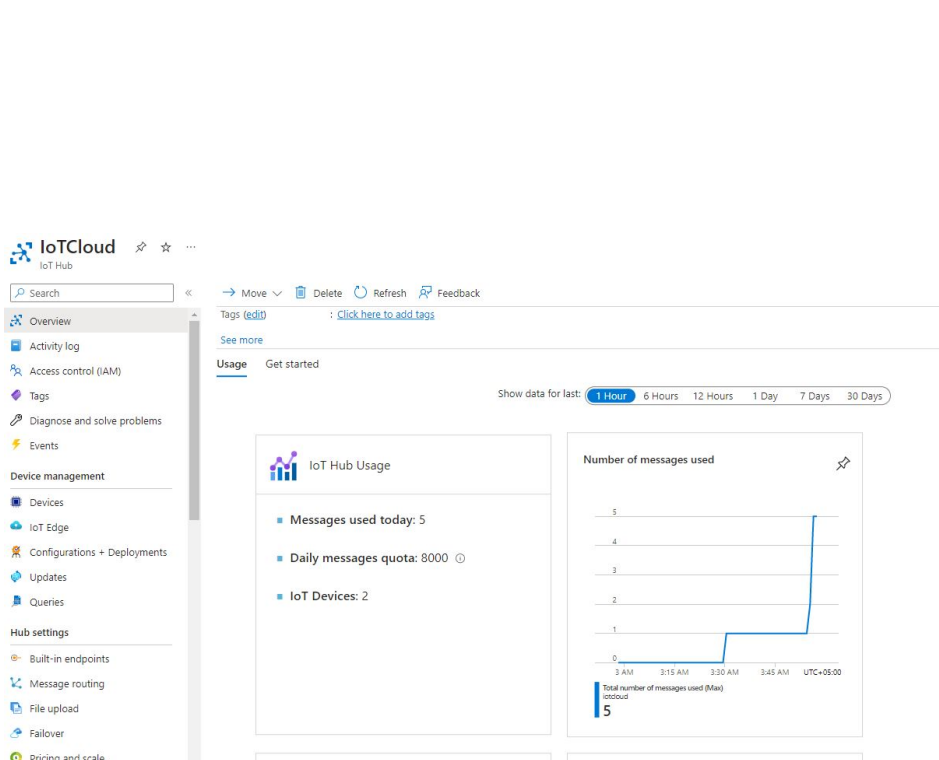 IoTCloud
IoT Hub
Search
Overview
Activity log
Access control (IAM)
Tags
Diagnose and solve problems
Events
Device management
Devices
IoT Edge
Configurations + Deployments
Updates
Queries
Hub settings
Built-in endpoints
Message routing
File upload
Failover
Pricing and scale
Move Delete Refresh Feedback
Tags (edit) : Click here to add tags
See more
Usage Get started
Show data for last: 1 Hour 6 Hours 12 Hours 1 Day 7 Days 30 Days
IoT Hub Usage
Messages used today: 5
Daily messages quota: 8000
IoT Devices: 2
Number of messages used
5
4
3
2
1
0
3 AM 3:15 AM 3:30 AM 3:45 AM UTC+05:00
Total number of messages used (Max)
iotcloud
5